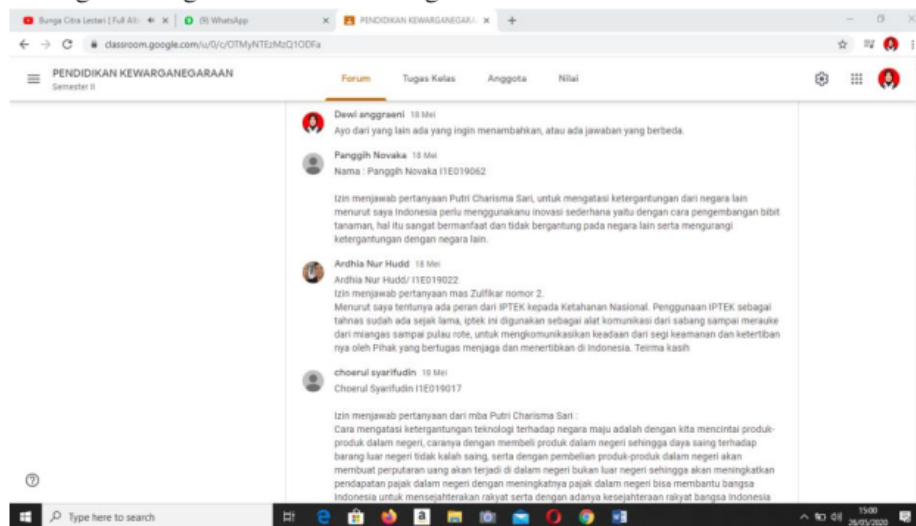 Bunga Citra Lestari [ Full Alb
(9) WhatsApp
PENDIDIKAN KEWARGANEGARA
PENDIDIKAN KEWARGANEGARAAN
Semester II
Forum
Tugas Kelas
Anggota
Nilai
Dewi anggraeni 18 Mei
Ayo dari yang lain ada yang ingin menambahkan, atau ada jawaban yang berbeda.
Panggih Novaka 18 Mei
Nama : Panggih Novaka I1E019062
Izin menjawab pertanyaan Putri Charisma Sari, untuk mengatasi ketergantungan dari negara lain
menurut saya Indonesia perlu menggunakanu inovasi sederhana yaitu dengan cara pengembangan bibit
tanaman, hal itu sangat bermanfaat dan tidak bergantung pada negara lain serta mengurangi
ketergantungan dengan negara lain.
Ardhia Nur Hudd 18 Mei
Ardhia Nur Hudd/ I1E019022
Izin menjawab pertanyaan mas Zulfikar nomor 2.
Menurut saya tentunya ada peran dari IPTEK kepada Ketahanan Nasional. Penggunaan IPTEK sebagai
tahnas sudah ada sejak lama, iptek ini digunakan sebagai alat komunikasi dari sabang sampai merauke
dari miangas sampai pulau rote, untuk mengkomunikasikan keadaan dari segi keamanan dan ketertiban
nya oleh Pihak yang bertugas menjaga dan menertibkan di Indonesia. Teirma kasih
choerul syarifudin 18 Mei
Choerul Syarifudin I1E019017
Izin menjawab pertanyaan dari mba Putri Charisma Sari :
Cara mengatasi ketergantungan teknologi terhadap negara maju adalah dengan kita mencintai produk-
produk dalam negeri, caranya dengan membeli produk dalam negeri sehingga daya saing terhadap
barang luar negeri tidak kalah saing, serta dengan pembelian produk-produk dalam negeri akan
membuat perputaran uang akan terjadi di dalam negeri bukan luar negeri sehingga akan meningkatkan
pendapatan pajak dalam negeri dengan meningkatnya pajak dalam negeri bisa membantu bangsa
Indonesia untuk mensejahterakan rakyat serta dengan adanya kesejahteraan rakyat bangsa Indonesia
Type here to search
15:00
26/05/2020